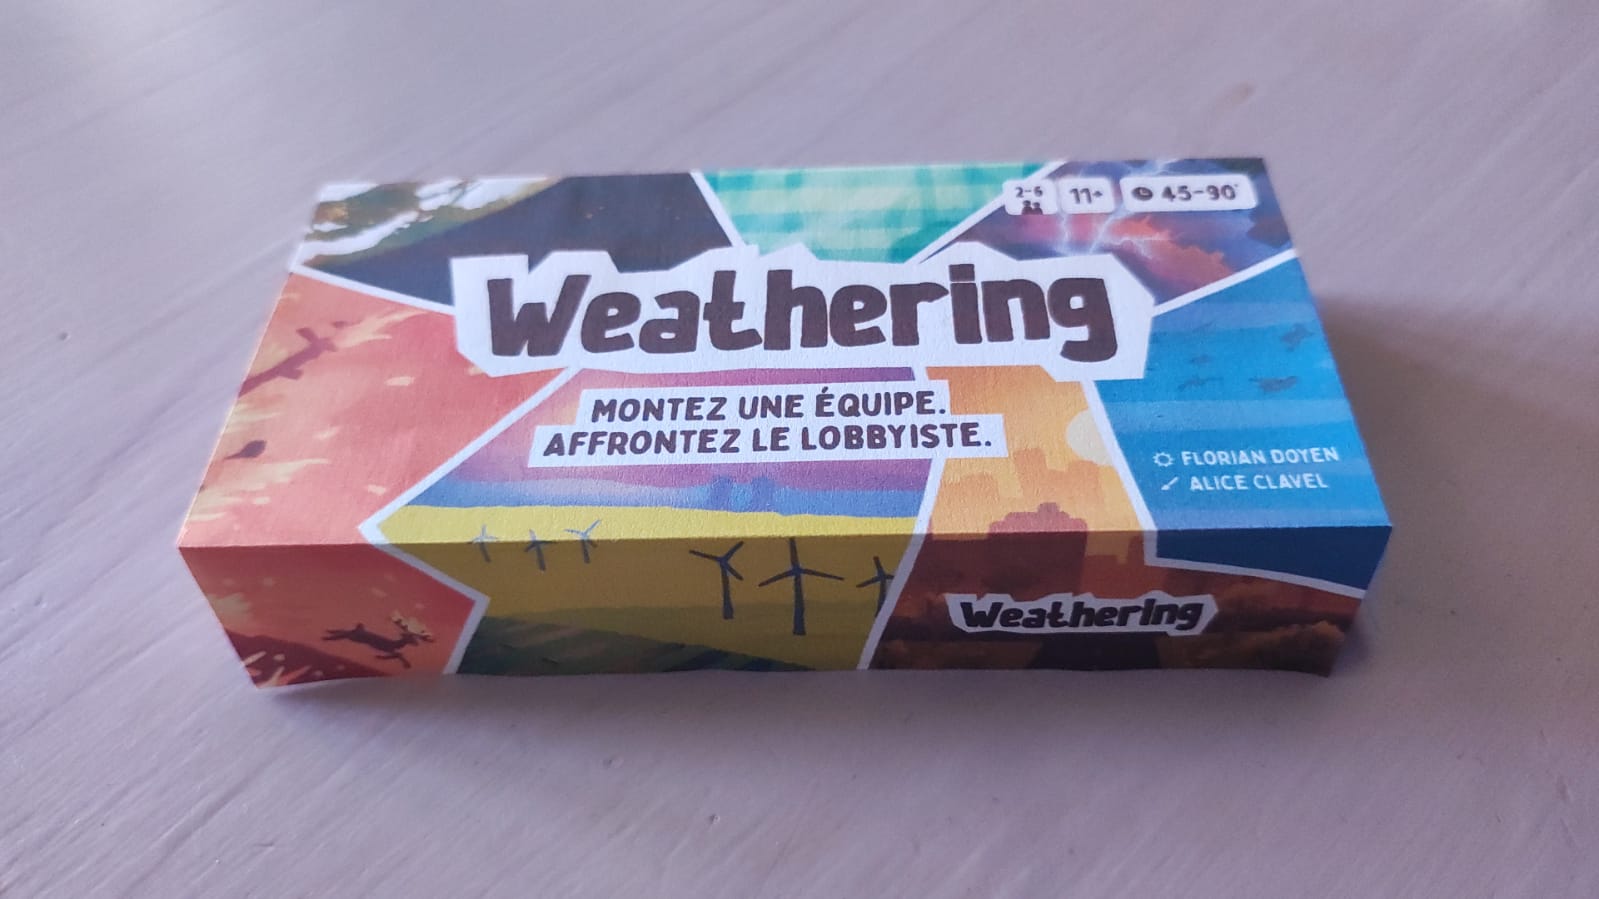 2-6
11+
45-90'
Weathering
MONTEZ UNE ÉQUIPE.
AFFRONTEZ LE LOBBYISTE.
FLORIAN DOYEN
ALICE CLAVEL
Weathering